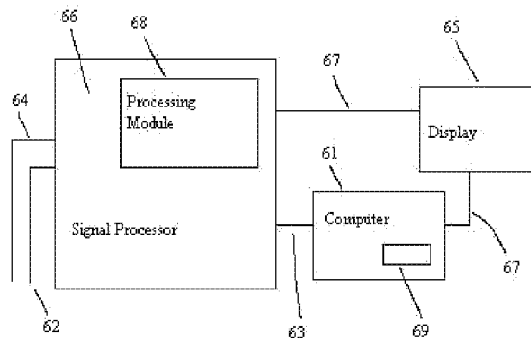 68
66
65
67
64
Processing
Module
61
Display
Computer
Signal Processor
67
62
63
69